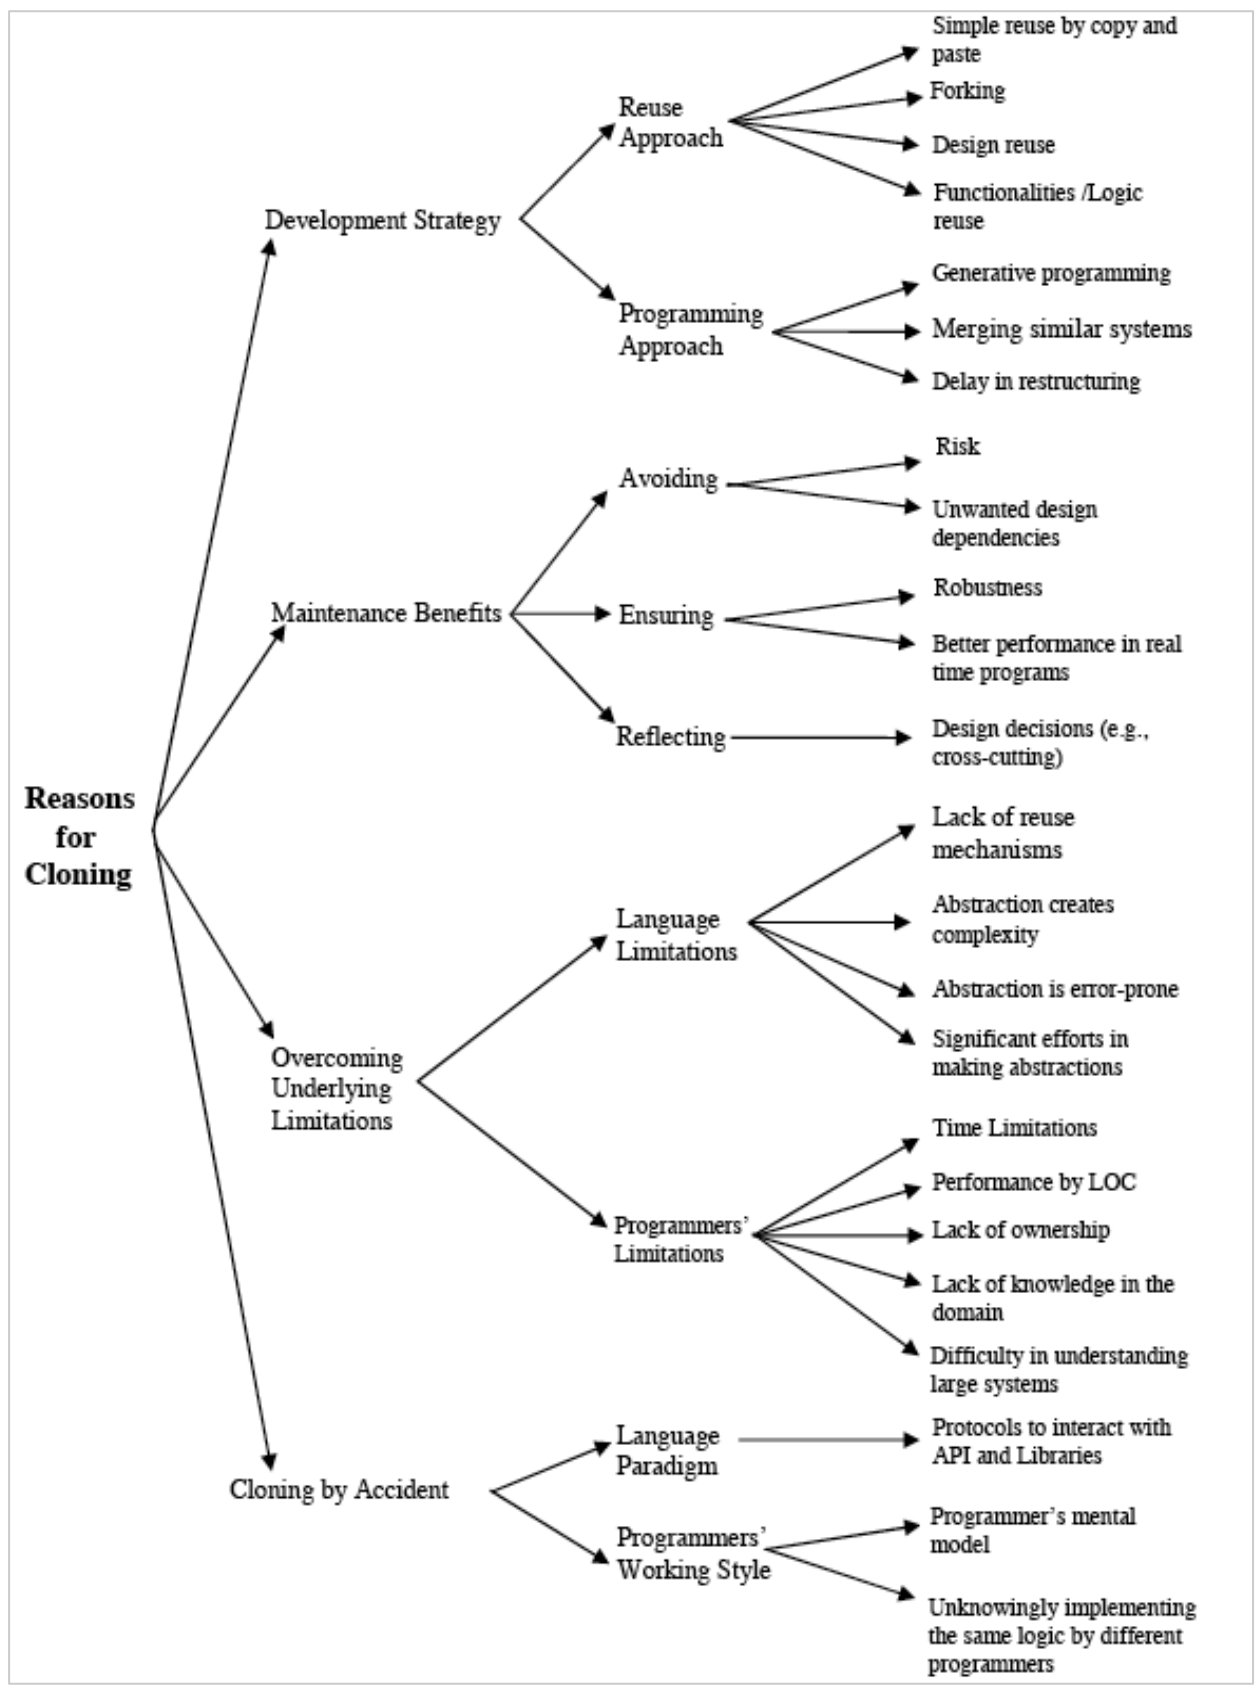 Reasons
for
Cloning
Development Strategy
Reuse
Approach
Simple reuse by copy and
paste
Forking
Design reuse
Functionalities /Logic
reuse
Programming
Approach
Generative programming
Merging similar systems
Delay in restructuring
Maintenance Benefits
Avoiding
Risk
Unwanted design
dependencies
Ensuring
Robustness
Better performance in real
time programs
Reflecting
Design decisions (e.g.,
cross-cutting)
Overcoming
Underlying
Limitations
Language
Limitations
Lack of reuse
mechanisms
Abstraction creates
complexity
Abstraction is error-prone
Significant efforts in
making abstractions
Programmers’
Limitations
Time Limitations
Performance by LOC
Lack of ownership
Lack of knowledge in the
domain
Difficulty in understanding
large systems
Cloning by Accident
Language
Paradigm
Protocols to interact with
API and Libraries
Programmers’
Working Style
Programmer’s mental
model
Unknowingly implementing
the same logic by different
programmers